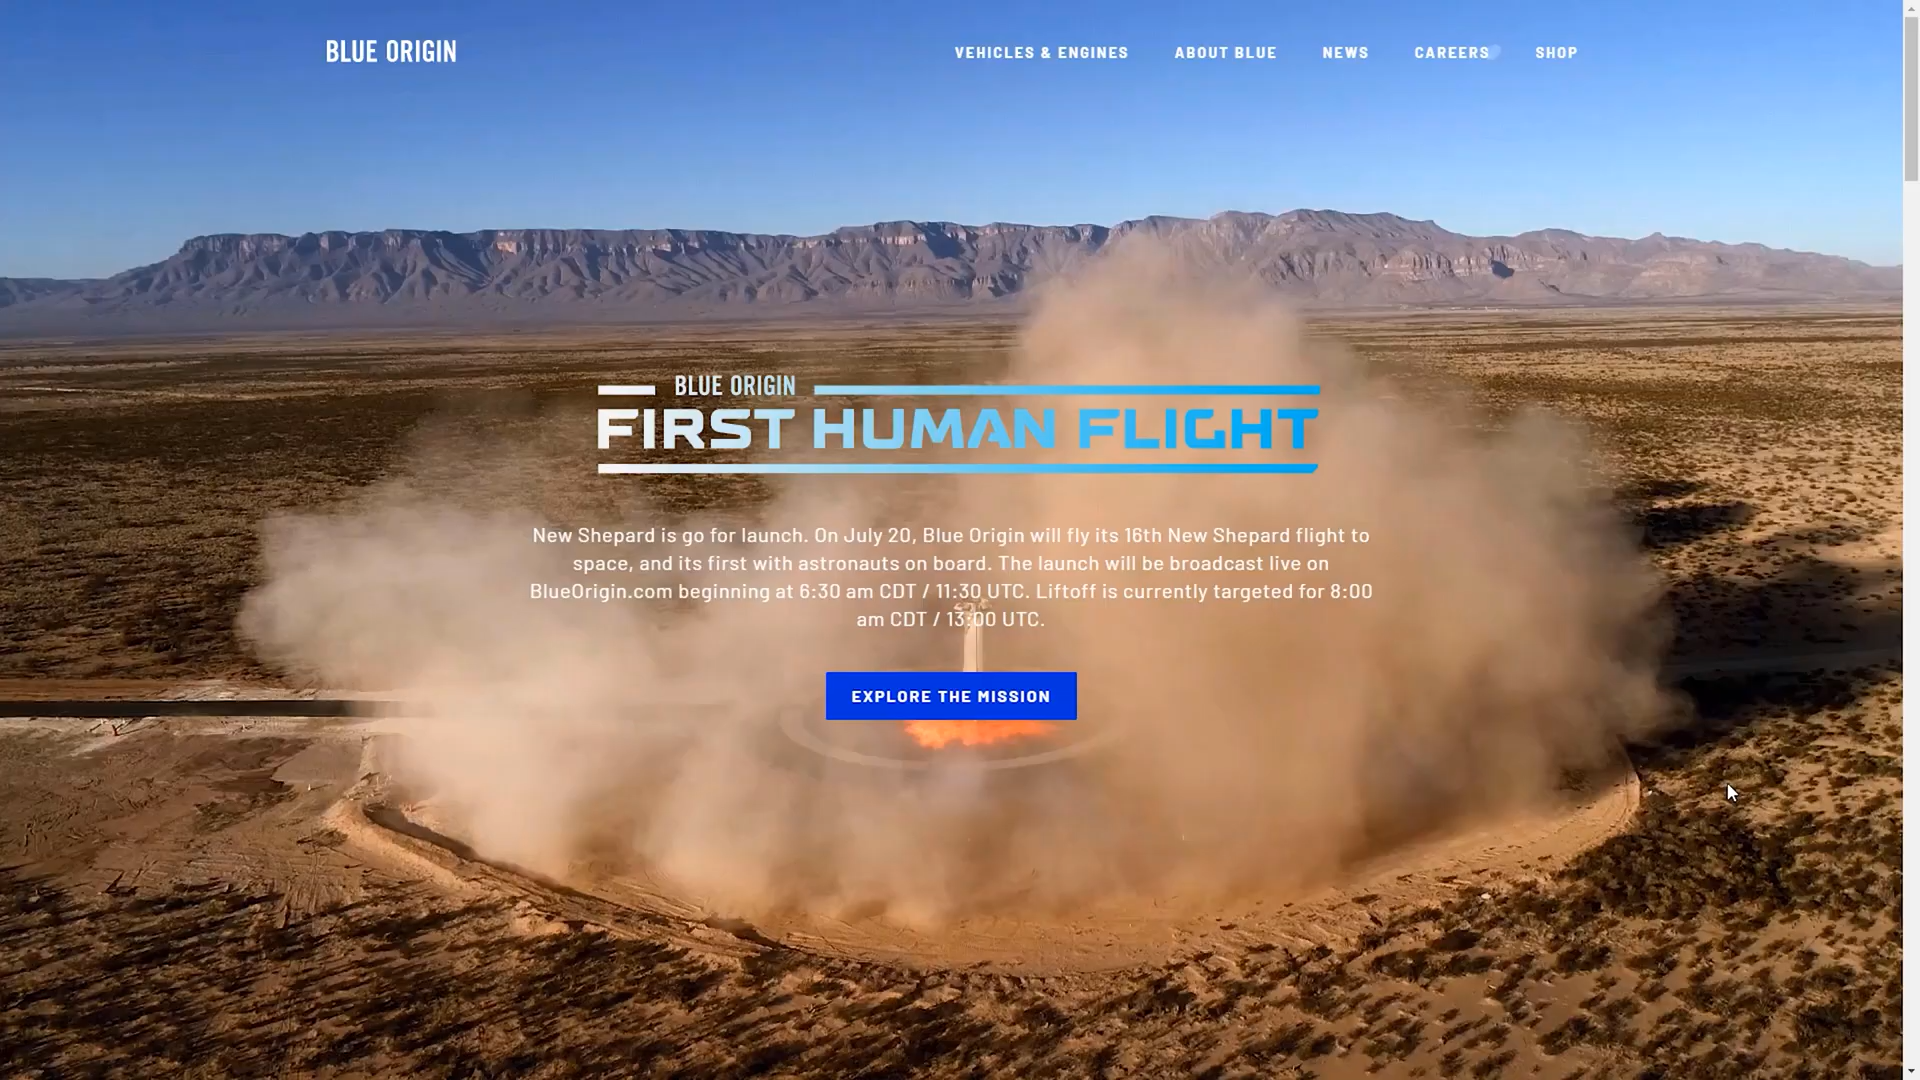 BLUE ORIGIN
VEHICLES & ENGINES
ABOUT BLUE
NEWS
CAREERS
SHOP
BLUE ORIGIN
FIRST HUMAN FLIGHT
New Shepard is go for launch. On July 20, Blue Origin will fly its 16th New Shepard flight to
space, and its first with astronauts on board. The launch will be broadcast live on
BlueOrigin.com beginning at 6:30 am CDT / 11:30 UTC. Liftoff is currently targeted for 8:00
am CDT / 13:00 UTC.
EXPLORE THE MISSION